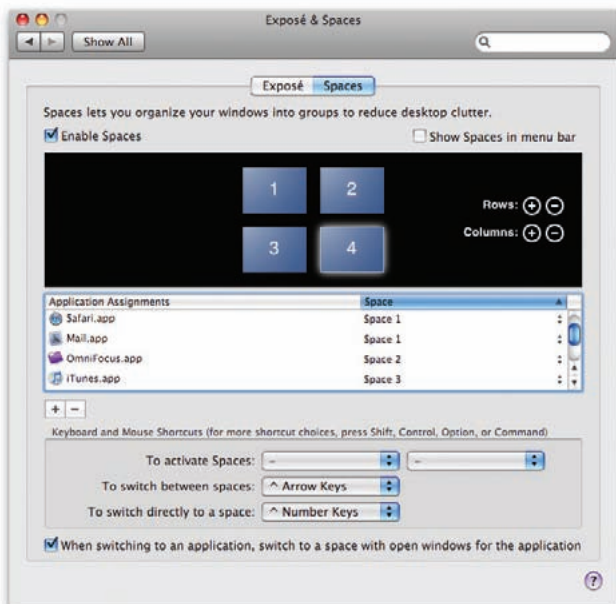 Exposé & Spaces
Show All
Exposé Spaces
Spaces lets you organize your windows into groups to reduce desktop clutter.
Enable Spaces Show Spaces in menu bar
1 2
Rows:
3 4
Columns:
Application Assignments Space
Safari.app Space 1
Mail.app Space 1
OmniFocus.app Space 2
iTunes.app Space 3
+ −
Keyboard and Mouse Shortcuts (for more shortcut choices, press Shift, Control, Option, or Command)
To activate Spaces: – –
To switch between spaces: ^ Arrow Keys
To switch directly to a space: ^ Number Keys
When switching to an application, switch to a space with open windows for the application
?